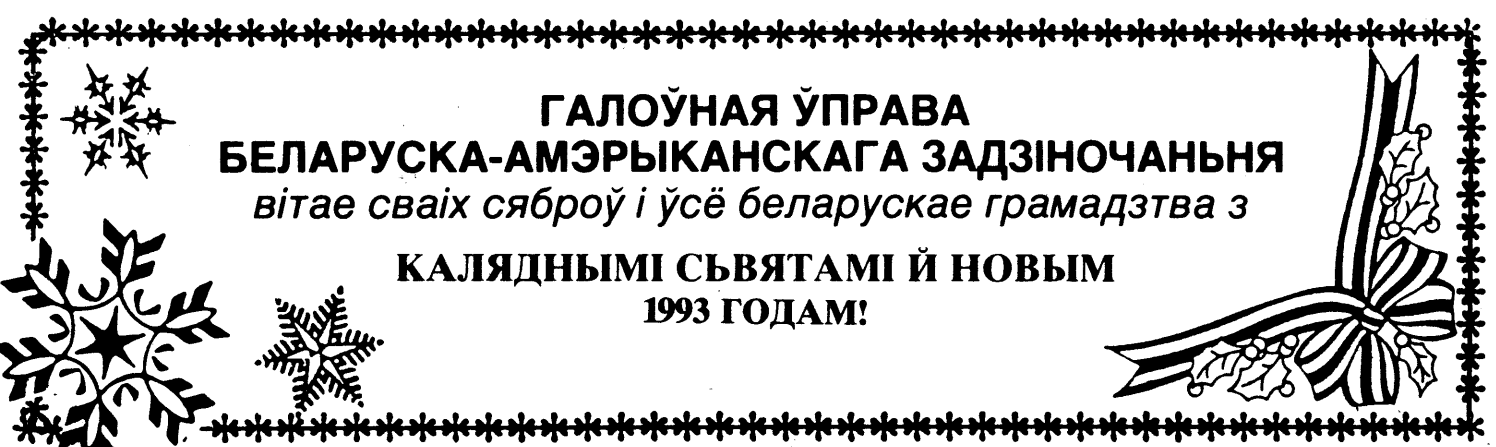 ГАЛОЎНАЯ ЎПРАВА
БЕЛАРУСКА-АМЭРЫКАНСКАГА ЗАДЗІНОЧАНЬНЯ
вітае сваіх сяброў і ўсё беларускае грамадзтва з
КАЛЯДНЫМІ СЬВЯТАМІ Й НОВЫМ
1993 ГОДАМ!